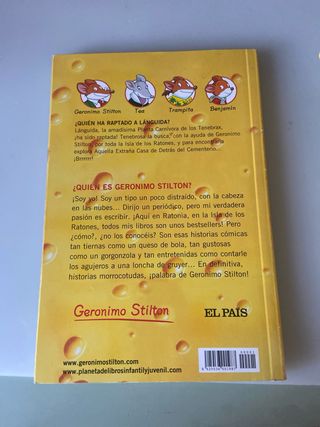 Geronimo Stilton Tea Trampita Benjamín
¿QUIÉN HA RAPTADO A LÁNGUIDA?
Lánguida, la amadísima Planta Carnívora de los Tenebrax,
¡ha sido raptada! Tenebrosa la busca, con la ayuda de Geronimo
Stilton, por toda la Isla de los Ratones, y para encontrarla
explora Aquella Extraña Casa de Detrás del Cementerio...
¡Brrrrr!
¿QUIÉN ES GERONIMO STILTON?
¡Soy yo! Soy un tipo un poco distraído, con la cabeza
en las nubes... Dirijo un periódico, pero mi verdadera
pasión es escribir. ¡Aquí en Ratonia, en la Isla de los
Ratones, todos mis libros son unos bestsellers! Pero
¿cómo?, ¿no los conocéis? Son esas historias cómicas
tan tiernas como un queso de bola, tan gustosas
como un gorgonzola y tan entretenidas como contarle
los agujeros a una loncha de gruyer... En definitiva,
historias morrocotudas, ¡palabra de Geronimo Stilton!
Geronimo Stilton
EL PAÍS
www.geronimostilton.com
www.planetadelibrosinfantilyjuvenil.com